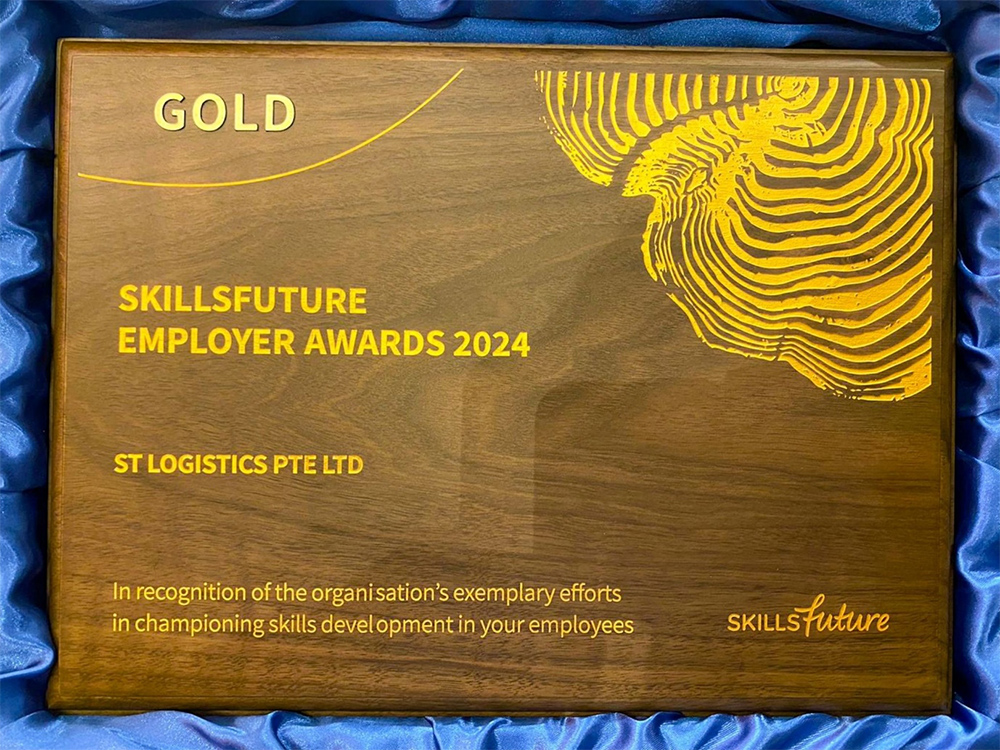 GOLD
SKILLSFUTURE
EMPLOYER AWARDS 2024
ST LOGISTICS PTE LTD
In recognition of the organisation's exemplary efforts
in championing skills development in your employees
SKILLSfuture